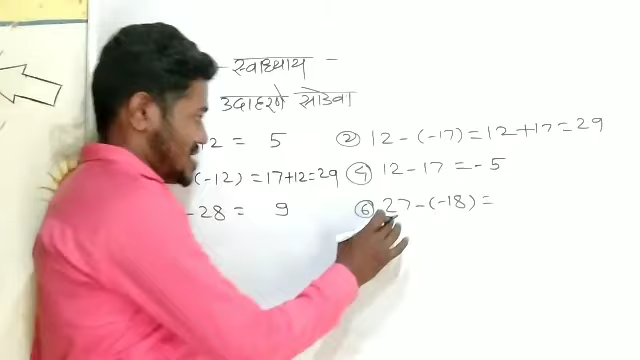 - स्वाध्याय -
उदाहरणे सोडवा
12 = 5 ② 12 - (-17) = 12 + 17 = 29
(-12) = 17 + 12 = 29 ④ 12 - 17 = - 5
- 28 = 9 ⑥ 27 - (-18) =